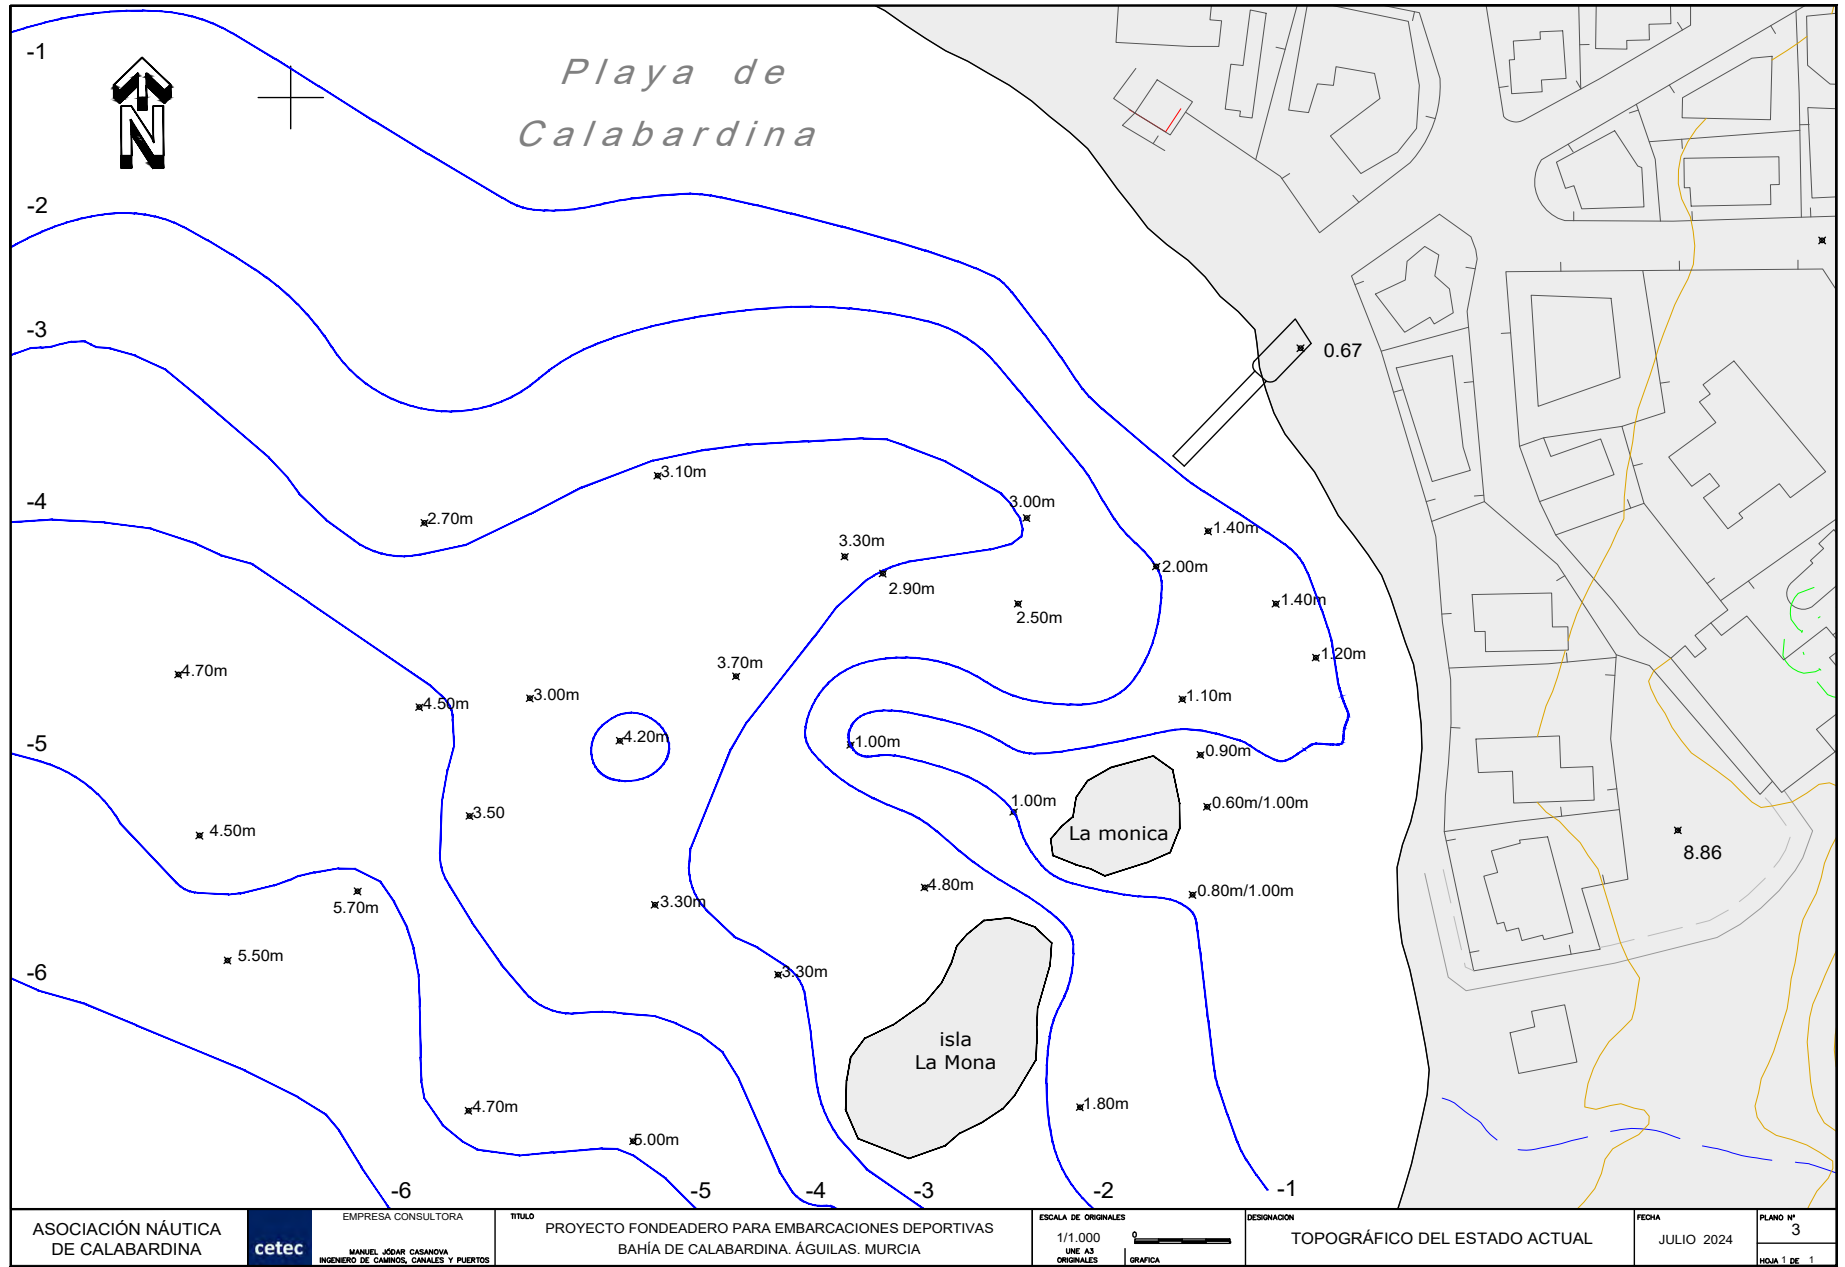 -1
Playa de
Calabardina
N
-2
-3
0.67
-4
3.10m
2.70m
3.00m
3.30m
1.40m
2.00m
2.90m
2.50m
1.40m
1.20m
4.70m
3.70m
4.50m
3.00m
1.10m
-5
4.20m
1.00m
0.90m
3.50
1.00m
0.60m/1.00m
4.50m
La monica
8.86
5.70m
3.30m
4.80m
0.80m/1.00m
5.50m
-6
3.30m
isla
La Mona
4.70m
1.80m
5.00m
-6
-5
-4
-3
-2
-1
ASOCIACIÓN NÁUTICA
DE CALABARDINA
cetec
EMPRESA CONSULTORA
MANUEL JÓDAR CASANOVA
INGENIERO DE CAMINOS, CANALES Y PUERTOS
TITULO
PROYECTO FONDEADERO PARA EMBARCACIONES DEPORTIVAS
BAHÍA DE CALABARDINA. ÁGUILAS. MURCIA
ESCALA DE ORIGINALES
1/1.000
UNE A3
ORIGINALES
0
GRAFICA
DESIGNACION
TOPOGRÁFICO DEL ESTADO ACTUAL
FECHA
JULIO 2024
PLANO Nº
3
HOJA 1 DE 1